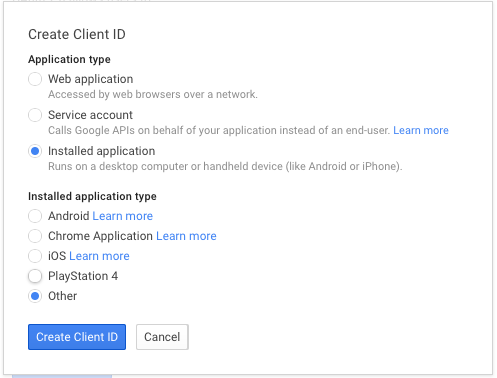 Create Client ID
Application type
Web application
Accessed by web browsers over a network.
Service account
Calls Google APIs on behalf of your application instead of an end-user. Learn more
Installed application
Runs on a desktop computer or handheld device (like Android or iPhone).
Installed application type
Android Learn more
Chrome Application Learn more
iOS Learn more
PlayStation 4
Other
Create Client ID Cancel